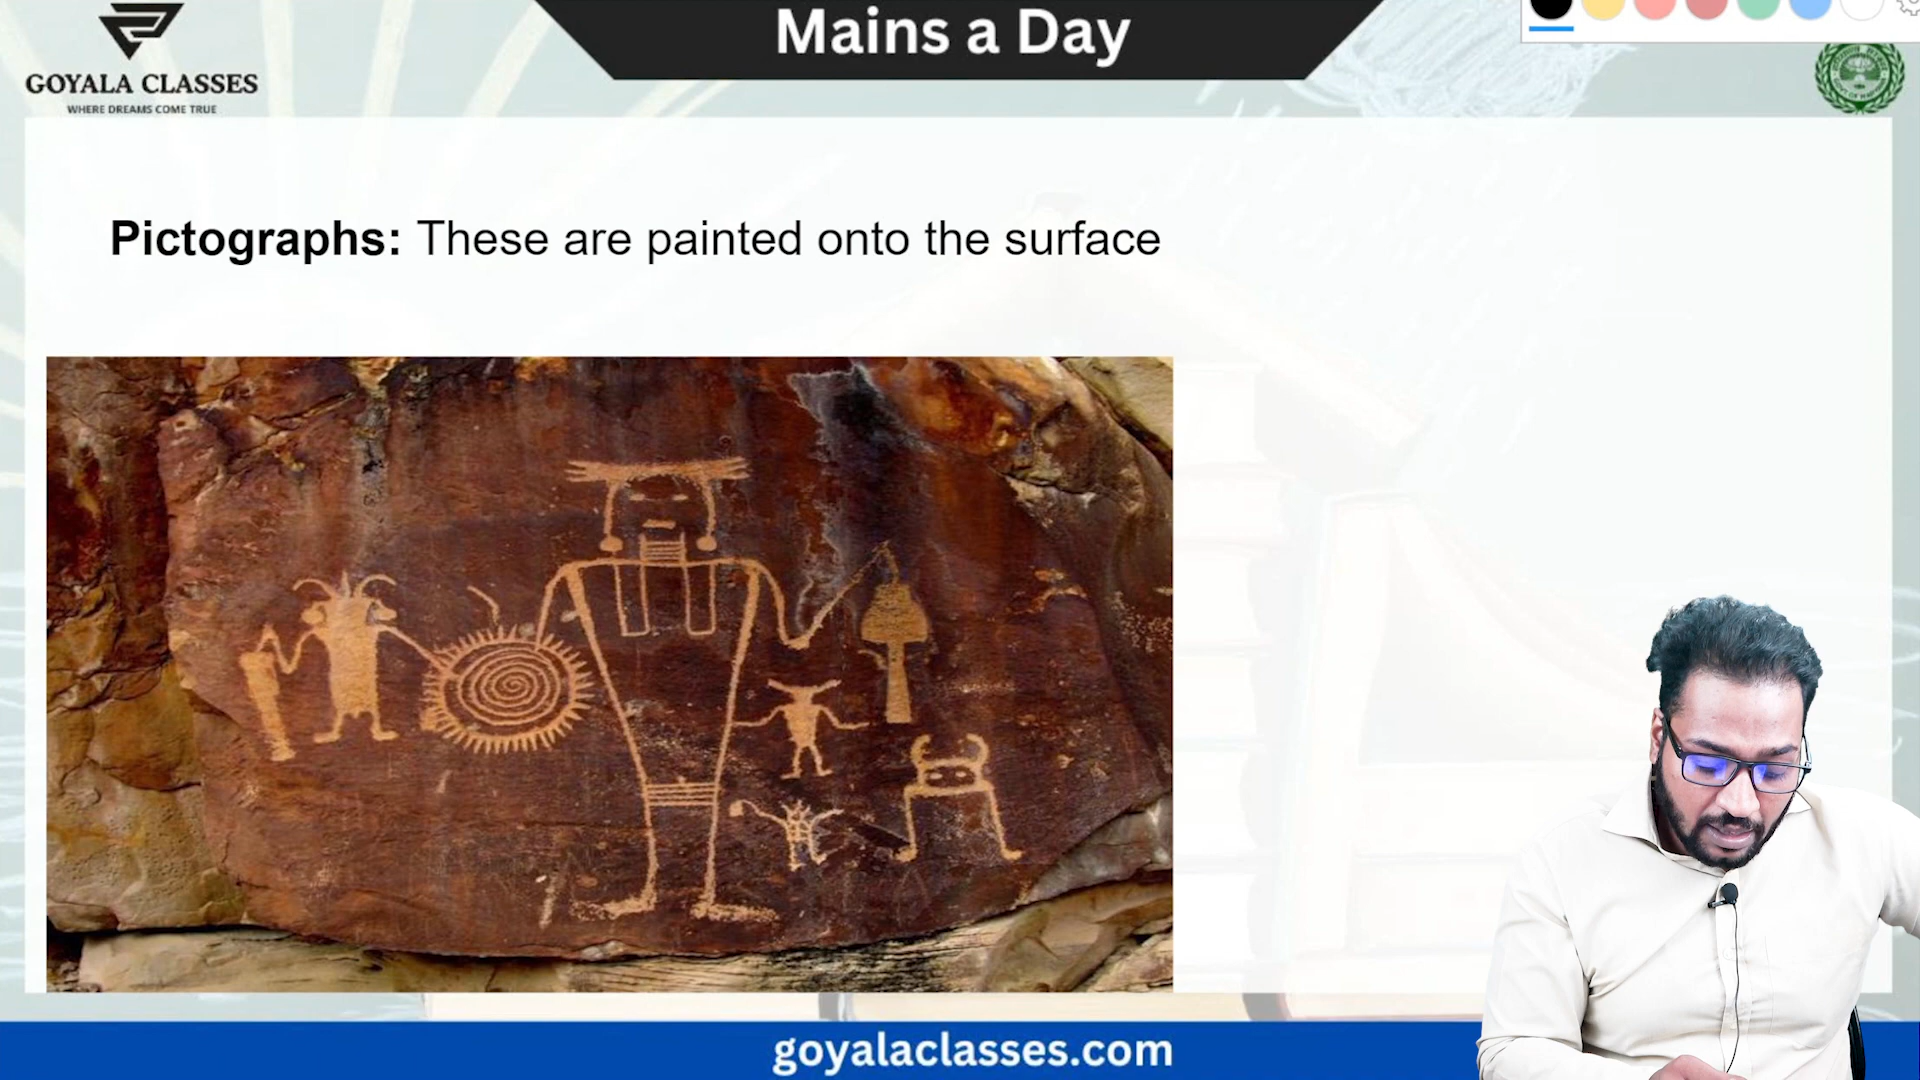 Mains a Day
GOYALA CLASSES
WHERE DREAMS COME TRUE
Pictographs: These are painted onto the surface
goyalaclasses.com